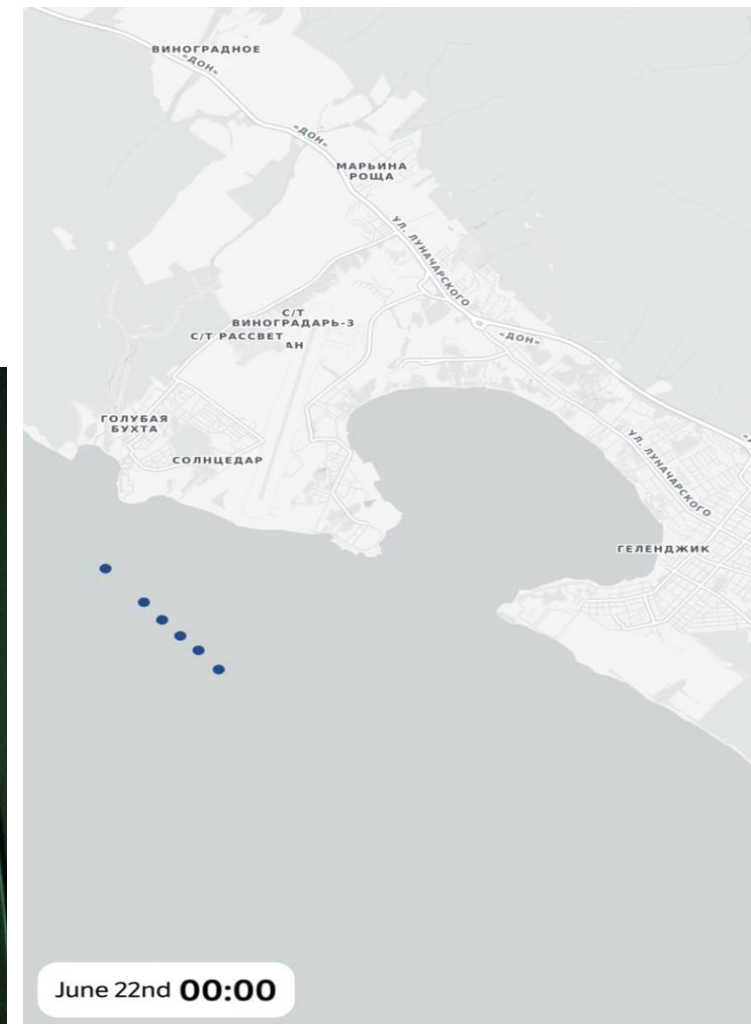 ВИНОГРАДНОЕ
«ДОН»
«ДОН»
МАРЬИНА
РОЩА
УЛ. ЛУНАЧАРСКОГО
С/Т
ВИНОГРАДАРЬ-3
С/Т РАССВЕТ
АН
«ДОН»
ГОЛУБАЯ
БУХТА
СОЛНЦЕДАР
УЛ. ЛУНАЧАРСКОГО
ГЕЛЕНДЖИК
June 22nd 00:00